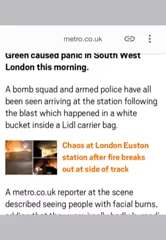 metro.co.uk
Green caused panic in South West
London this morning.
A bomb squad and armed police have all
been seen arriving at the station following
the blast which happened in a white
bucket inside a Lidl carrier bag.
Chaos at London Euston
station after fire breaks
out at side of track
A metro.co.uk reporter at the scene
described seeing people with facial burns,